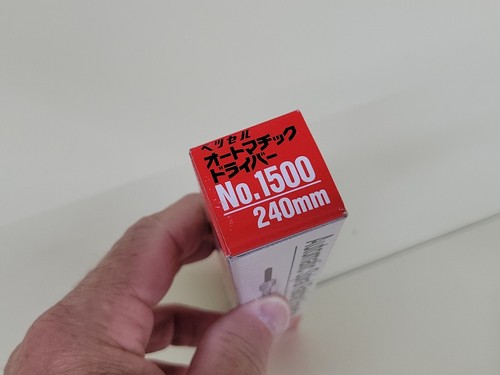 ベッセル
オートマチック
ドライバー
No.1500
240mm